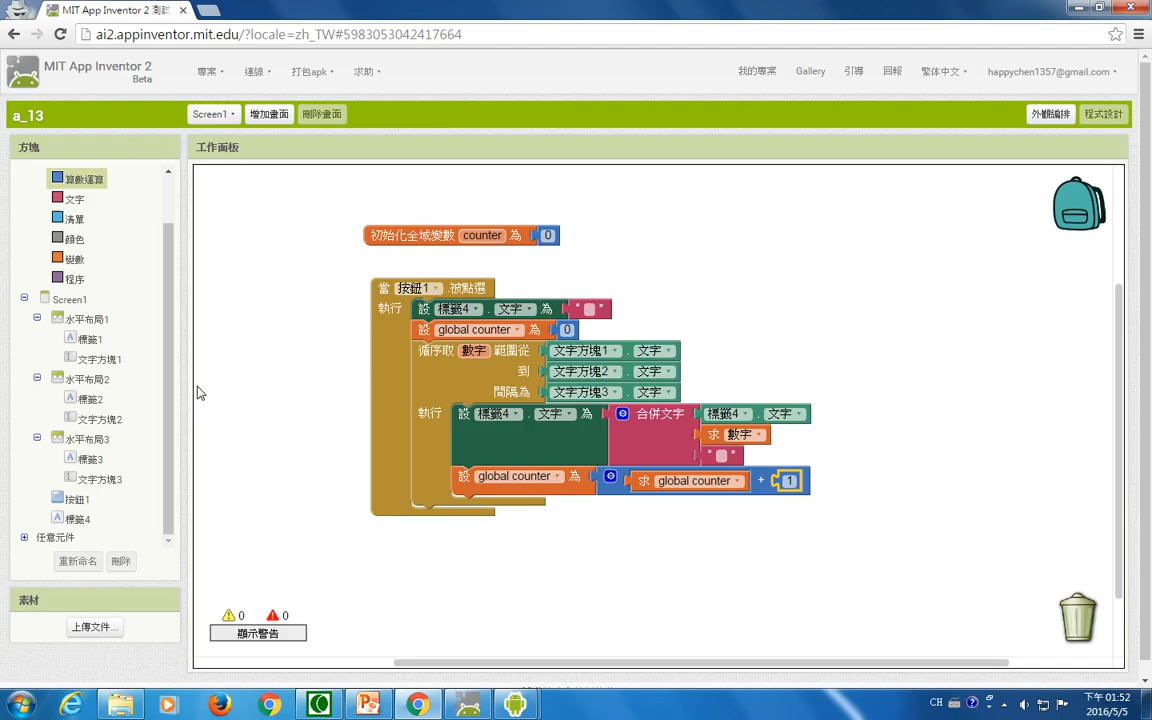 MIT App Inventor 2 測試
ai2.appinventor.mit.edu/?locale=zh_TW#5983053042417664
MIT App Inventor 2
Beta
專案 連線 打包apk 求助 我的專案 Gallery 引導 回報 繁体中文 happychen1357@gmail.com
a_13 Screen1 增加畫面 刪除畫面 外觀編排 程式設計
方塊 工作面板
算數運算
文字
清單
顏色
變數
程序
Screen1
水平布局1
標籤1
文字方塊1
水平布局2
標籤2
文字方塊2
水平布局3
標籤3
文字方塊3
按鈕1
標籤4
任意元件
重新命名 刪除
素材
上傳文件...
初始化全域變數 counter 為 0
當 按鈕1 .被點選
執行 設 標籤4 . 文字 為 " "
設 global counter 為 0
循序取 數字 範圍從 文字方塊1 . 文字
到 文字方塊2 . 文字
間隔為 文字方塊3 . 文字
執行 設 標籤4 . 文字 為 合併文字 標籤4 . 文字
求 數字
" "
設 global counter 為 求 global counter + 1
0 0
顯示警告
CH 下午 01:52
2016/5/5